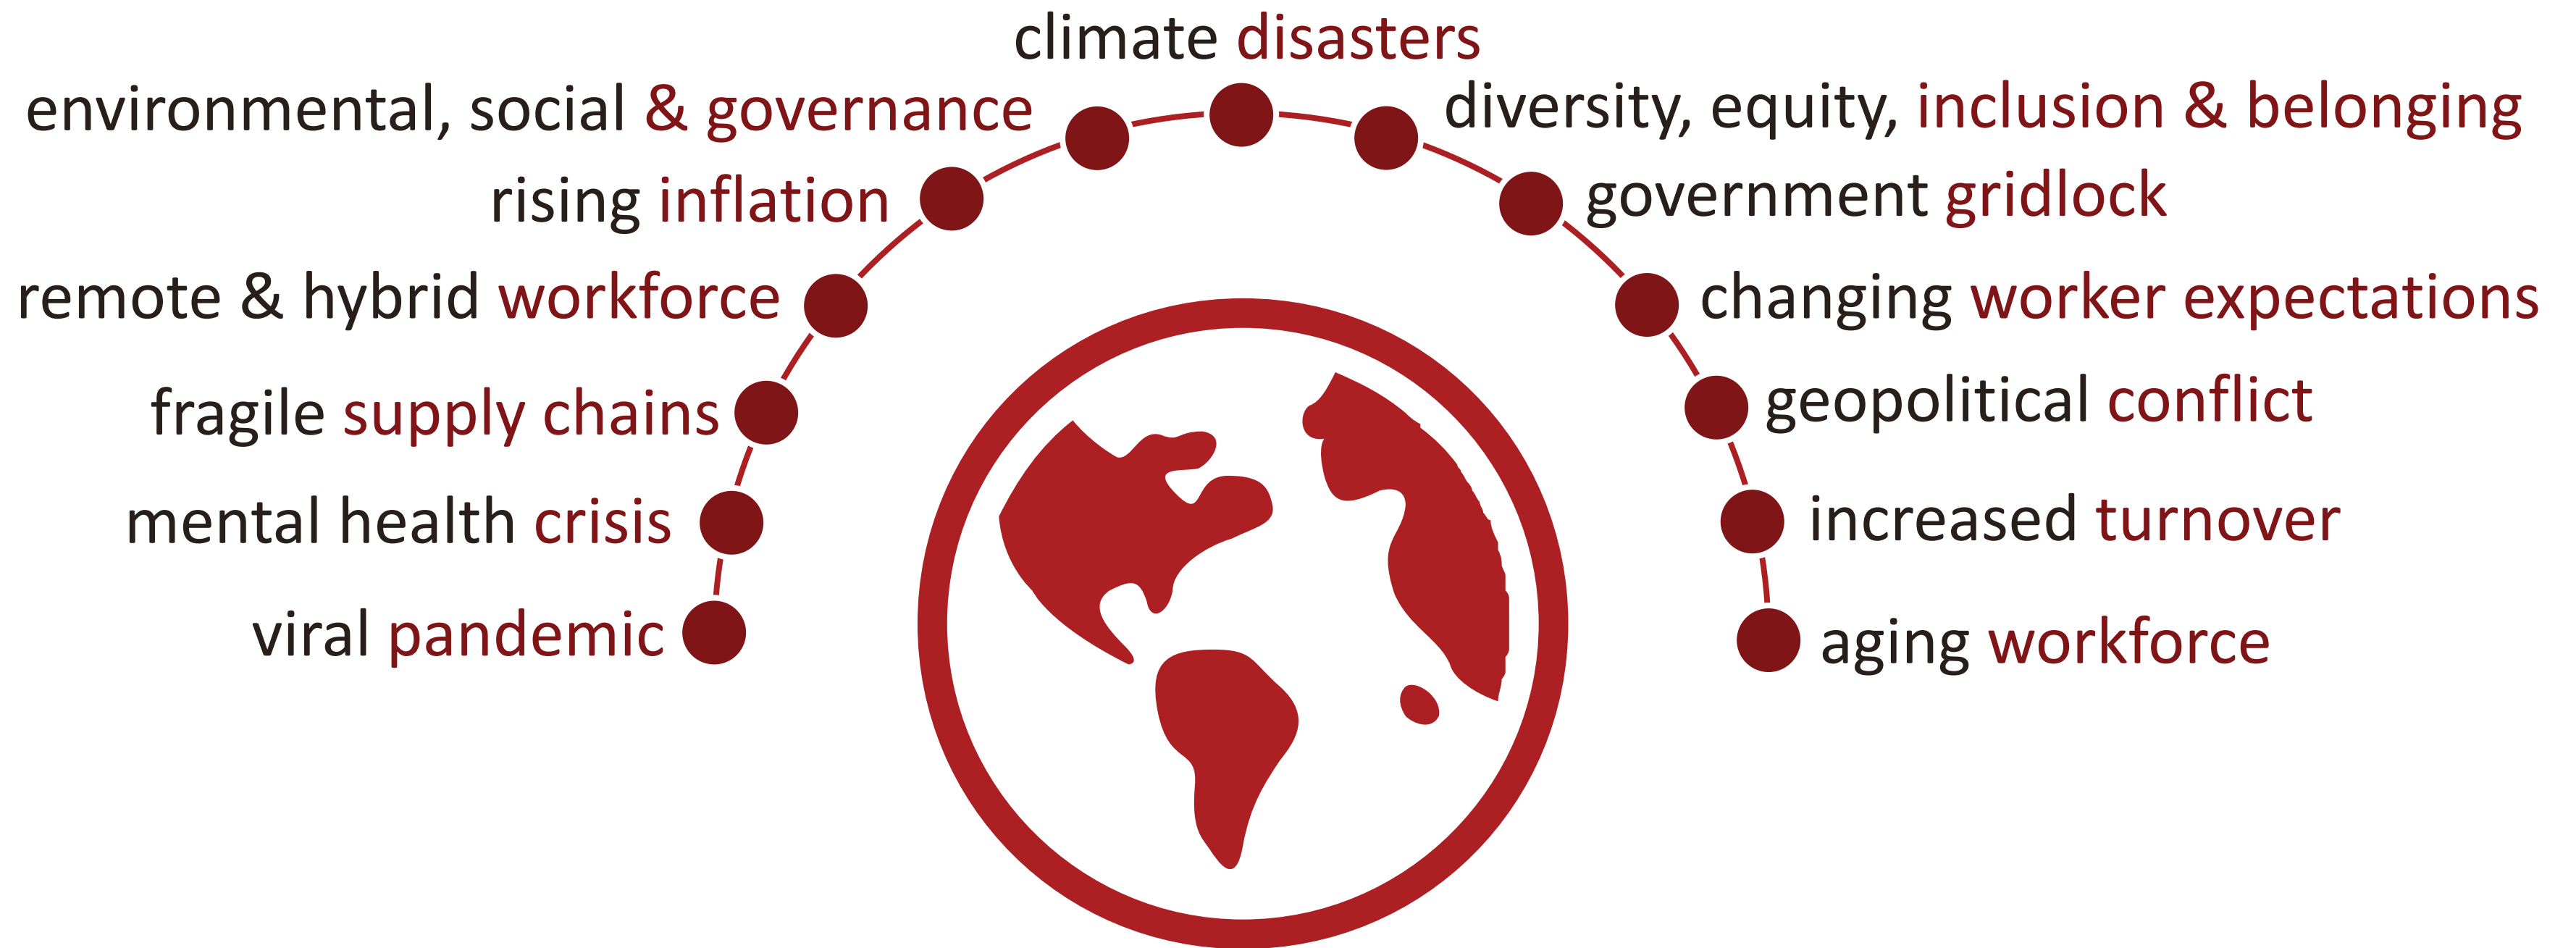 climate disasters
environmental, social & governance
diversity, equity, inclusion & belonging
rising inflation
government gridlock
remote & hybrid workforce
changing worker expectations
fragile supply chains
geopolitical conflict
mental health crisis
increased turnover
viral pandemic
aging workforce